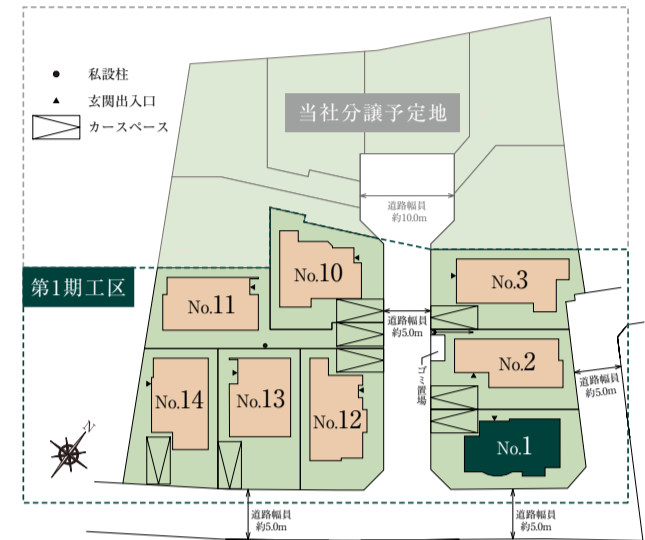 私設柱
玄関出入口
カースペース
当社分譲予定地
道路幅員
約10.0m
第1期工区
No.10
No.3
No.11
道路幅員
約5.0m
No.2
ゴミ置場
道路幅員
約5.0m
No.14
No.13
No.12
No.1
N
道路幅員
約5.0m
道路幅員
約5.0m